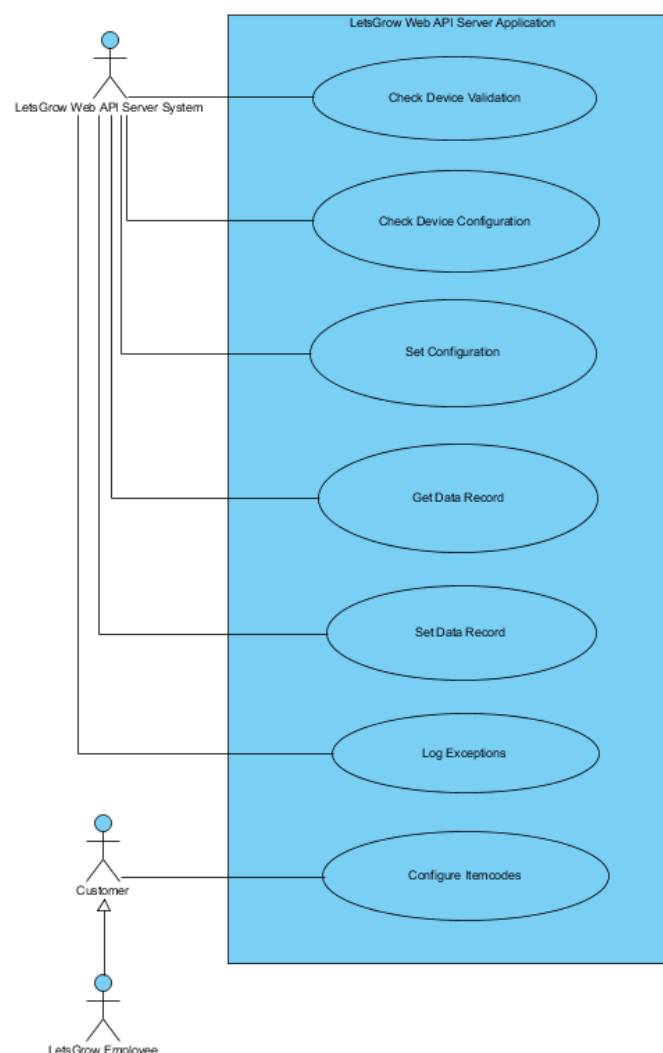 LetsGrow Web API Server Application
LetsGrow Web API Server System
Check Device Validation
Check Device Configuration
Set Configuration
Get Data Record
Set Data Record
Log Exceptions
Customer
Configure Itemcodes
LetsGrow Employee